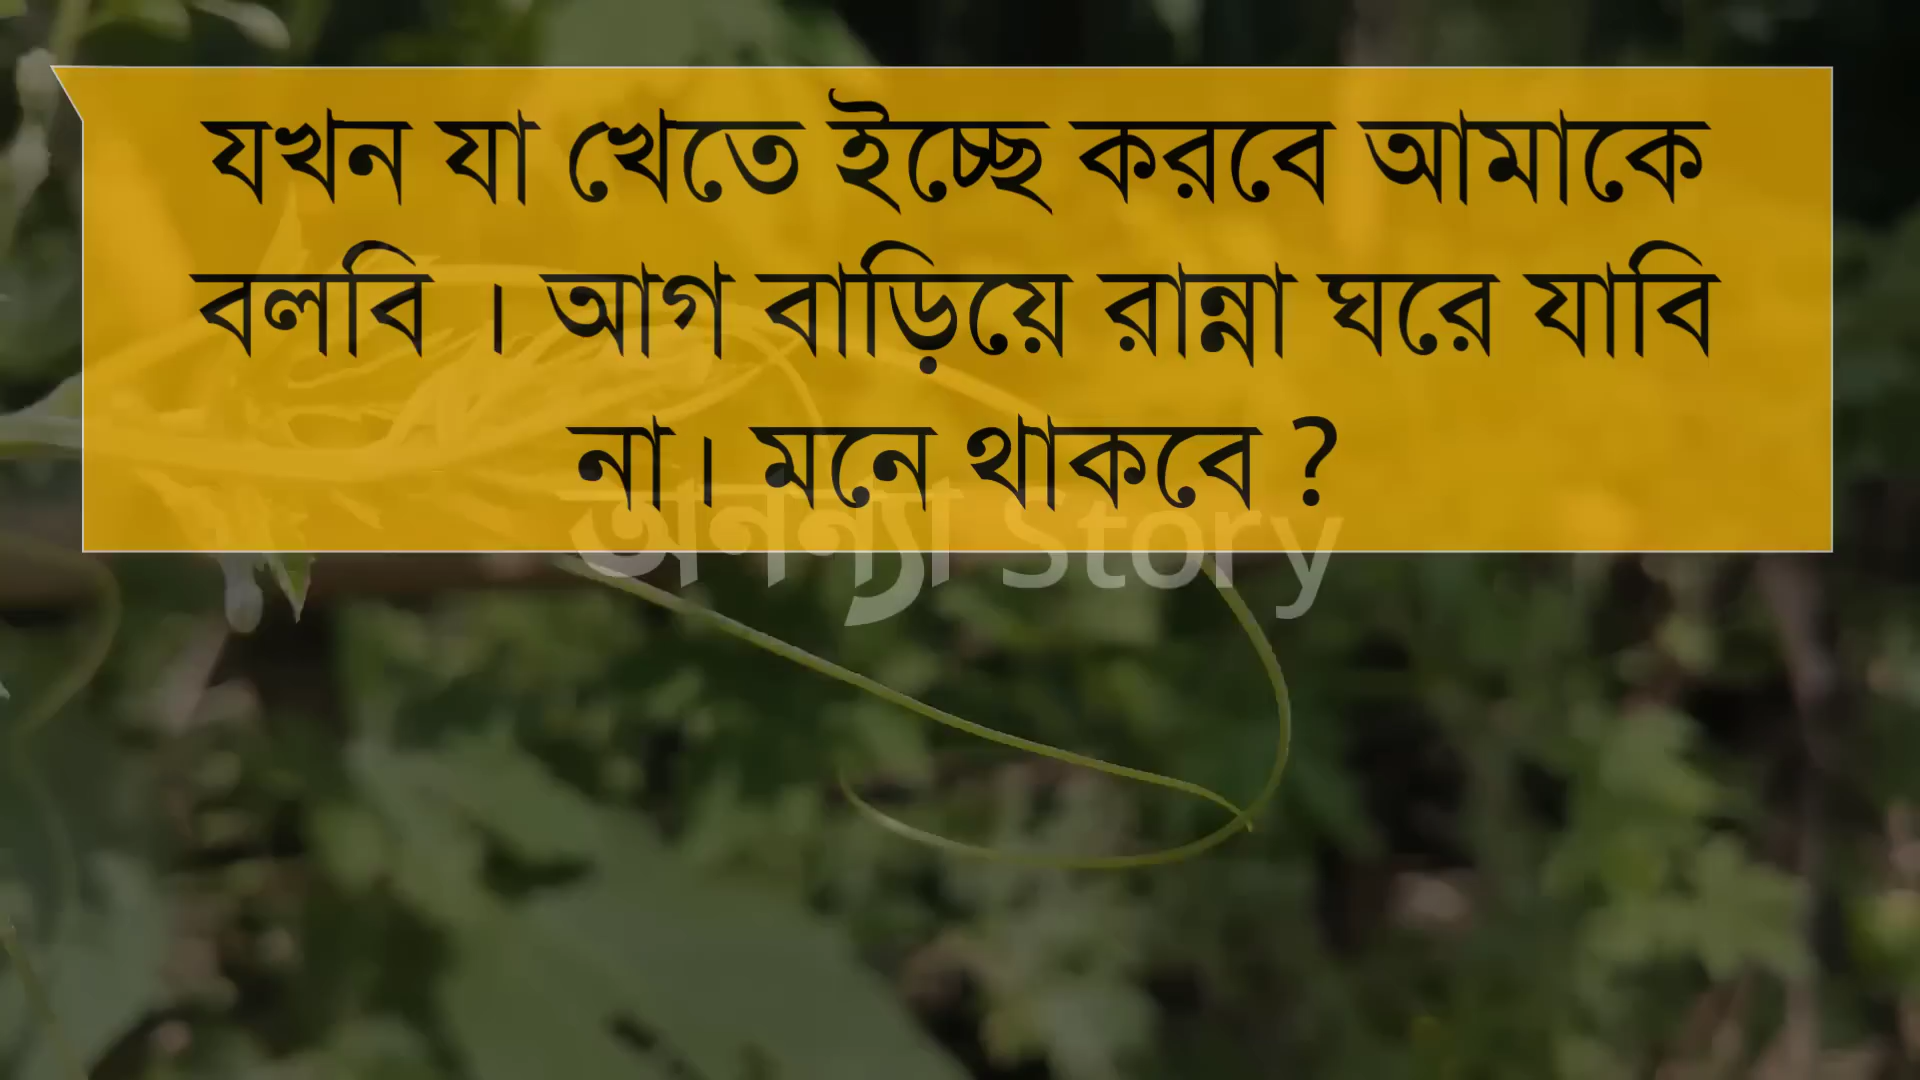 যখন যা খেতে ইচ্ছে করবে আমাকে
বলবি । আগ বাড়িয়ে রান্না ঘরে যাবি
না। মনে থাকবে ?
অনন্যা Story